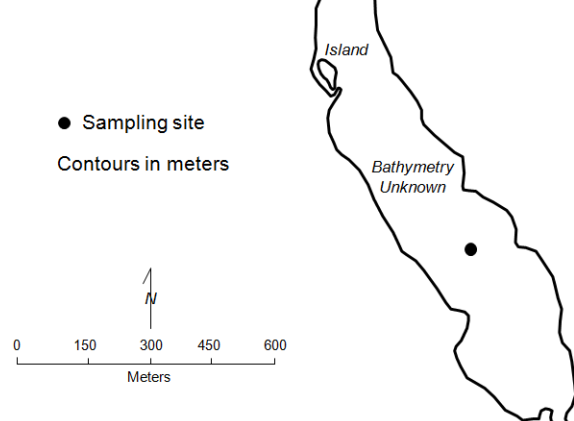 Island
Sampling site
Contours in meters
Bathymetry
Unknown
N
0 150 300 450 600
Meters